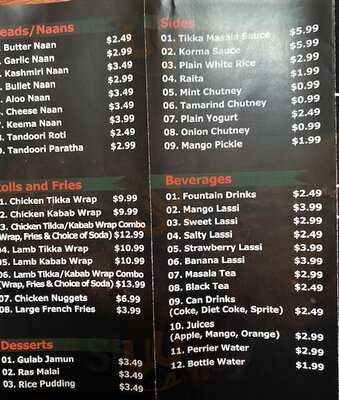 eads/Naans
. Butter Naan $2.49
. Garlic Naan $2.99
. Kashmiri Naan $3.49
. Bullet Naan $2.99
. Aloo Naan $3.49
. Cheese Naan $3.49
7. Keema Naan $3.99
8. Tandoori Roti $2.49
9. Tandoori Paratha $2.99
olls and Fries
1. Chicken Tikka Wrap $9.99
2. Chicken Kabab Wrap $9.99
3. Chicken Tikka/Kabab Wrap Combo
Wrap, Fries & Choice of Soda) $12.99
04. Lamb Tikka Wrap $10.99
05. Lamb Kabab Wrap $10.99
06. Lamb Tikka/Kabab Wrap Combo
(Wrap, Fries & Choice of Soda) $13.99
07. Chicken Nuggets $6.99
08. Large French Fries $3.99
Desserts
01. Gulab Jamun $3.49
02. Ras Malai $3.49
03. Rice Pudding $3.49
Sides
01. Tikka Masala Sauce $5.99
02. Korma Sauce $5.99
03. Plain White Rice $2.99
04. Raita $1.99
05. Mint Chutney $0.99
06. Tamarind Chutney $0.99
07. Plain Yogurt $2.49
08. Onion Chutney $0.99
09. Mango Pickle $1.99
Beverages
01. Fountain Drinks $2.49
02. Mango Lassi $3.99
03. Sweet Lassi $2.99
04. Salty Lassi $2.49
05. Strawberry Lassi $3.99
06. Banana Lassi $3.99
07. Masala Tea $2.99
08. Black Tea $2.49
09. Can Drinks
(Coke, Diet Coke, Sprite) $2.49
10. Juices
(Apple, Mango, Orange) $2.99
11. Perrier Water $2.99
12. Bottle Water $1.99